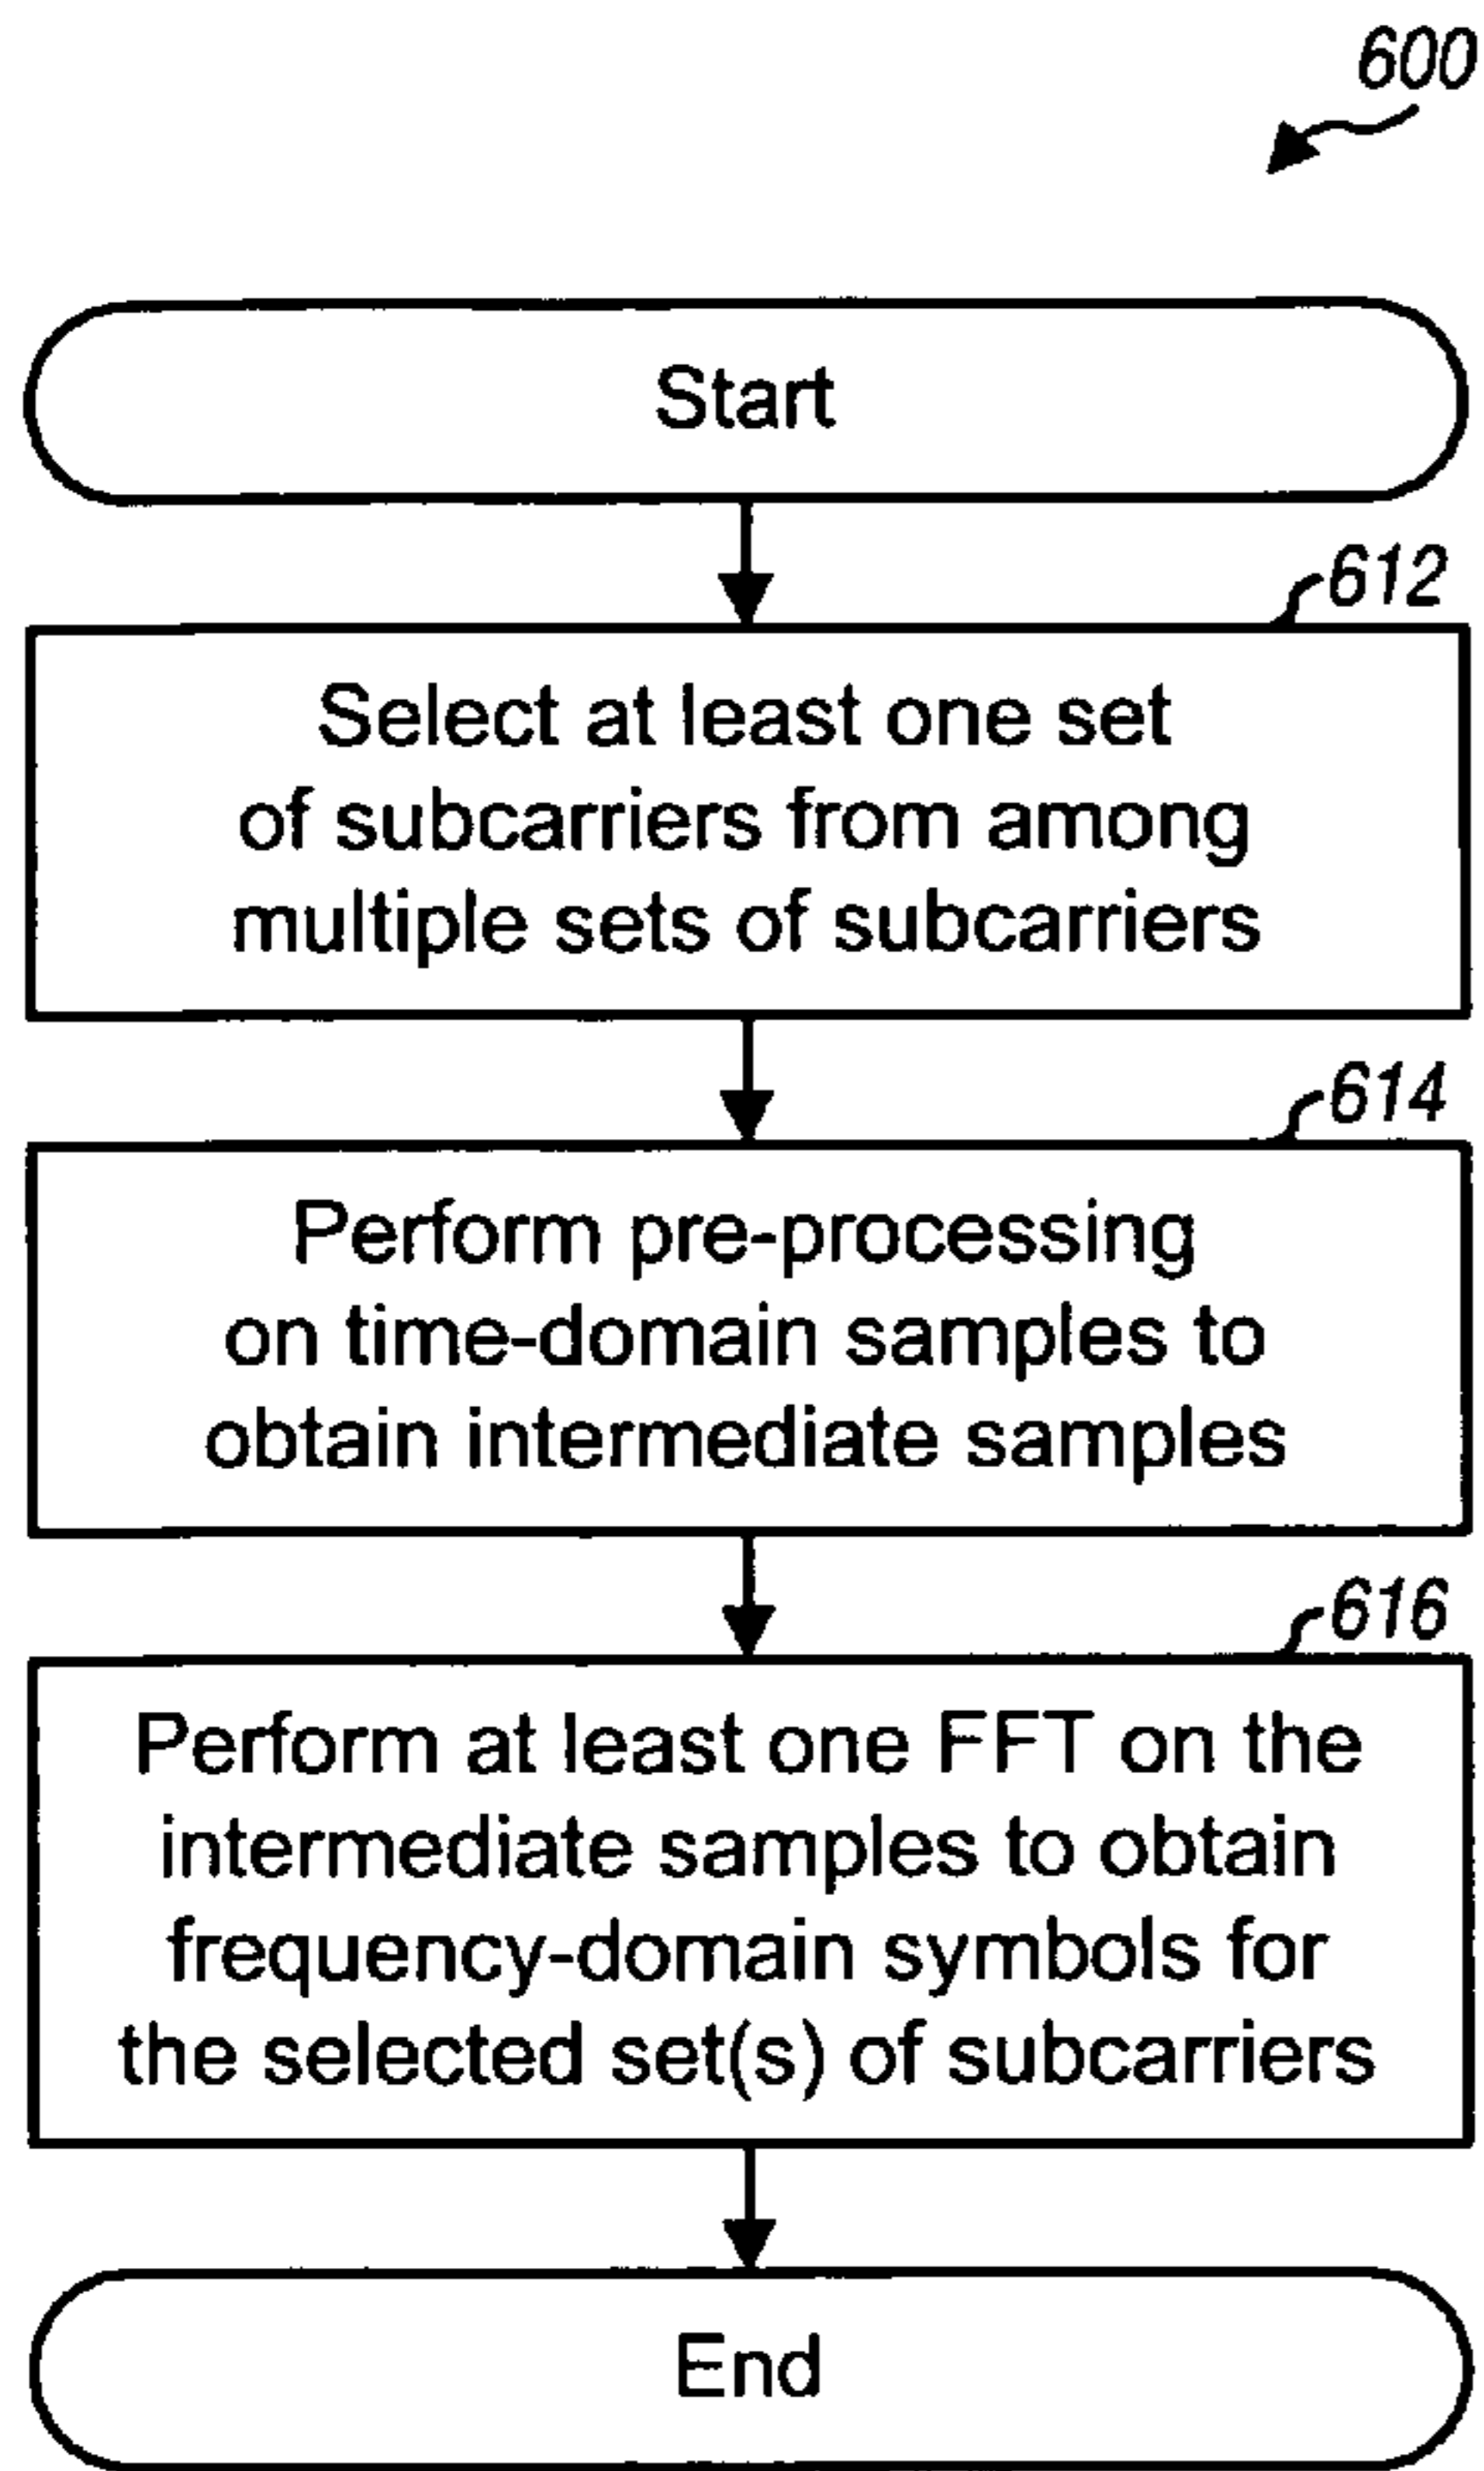 600
Start
612
Select at least one set
of subcarriers from among
multiple sets of subcarriers
614
Perform pre-processing
on time-domain samples to
obtain intermediate samples
616
Perform at least one FFT on the
intermediate samples to obtain
frequency-domain symbols for
the selected set(s) of subcarriers
End